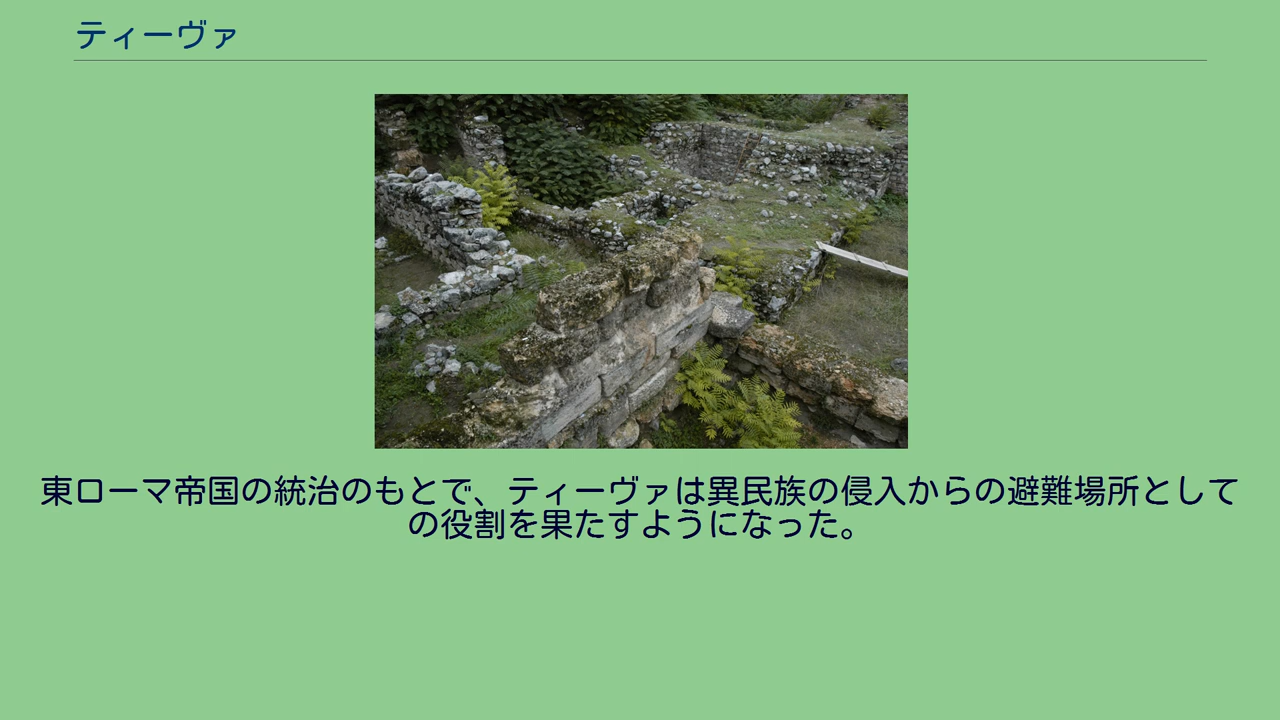 ティーヴァ
東ローマ帝国の統治のもとで、ティーヴァは異民族の侵入からの避難場所として
の役割を果たすようになった。